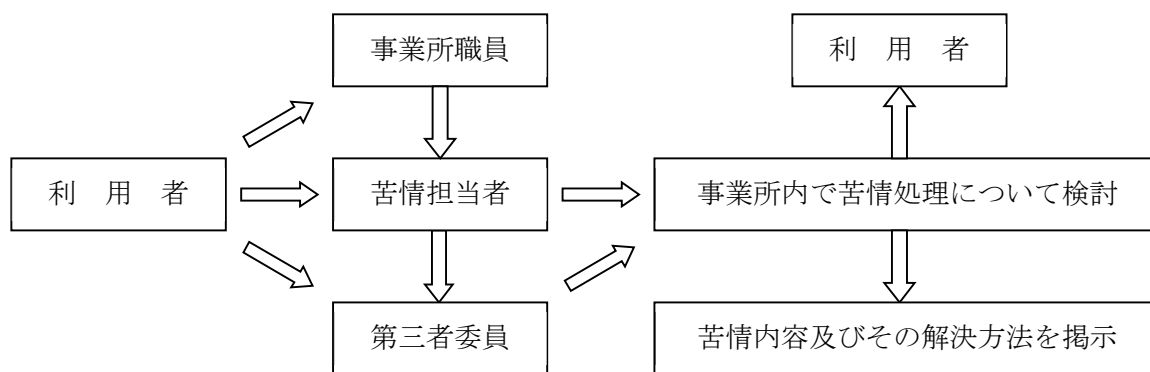 事業所職員
利　用　者
利　用　者
苦情担当者
事業所内で苦情処理について検討
第三者委員
苦情内容及びその解決方法を掲示